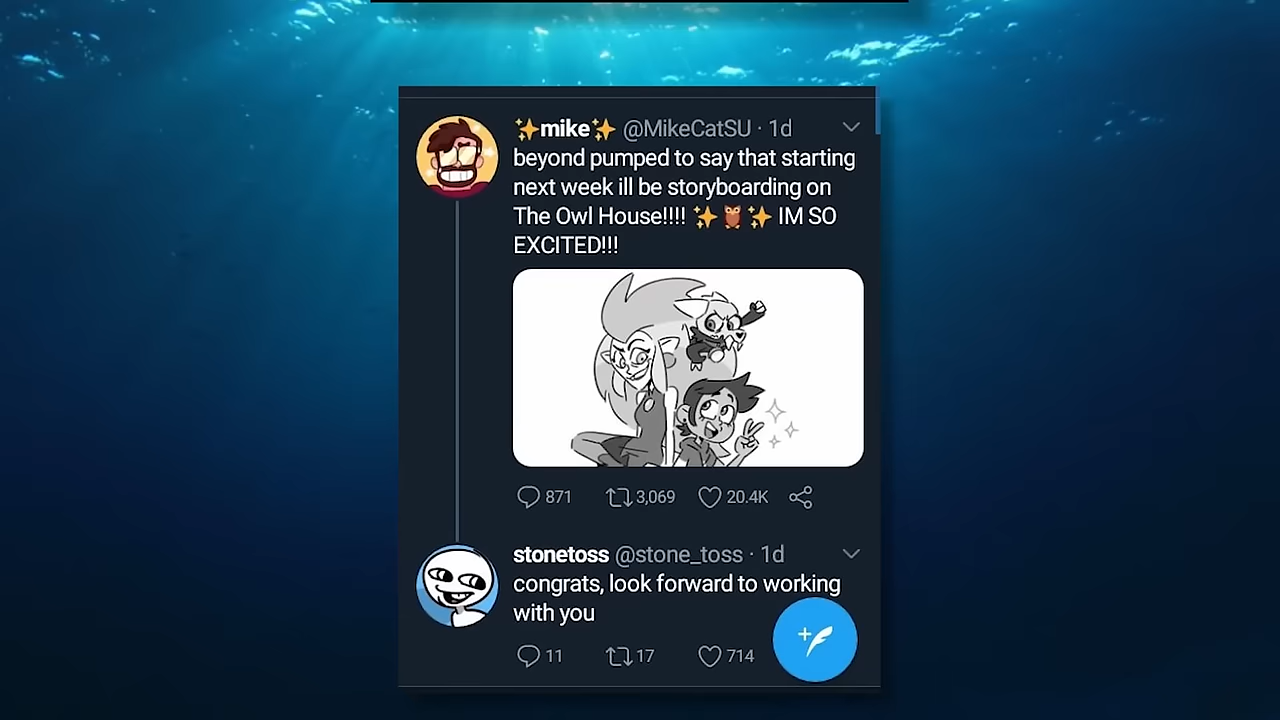 ✨mike✨ @MikeCatSU · 1d
beyond pumped to say that starting
next week ill be storyboarding on
The Owl House!!!! ✨🦉✨ IM SO
EXCITED!!!
871 3,069 20.4K
stonetoss @stone_toss · 1d
congrats, look forward to working
with you
11 17 714